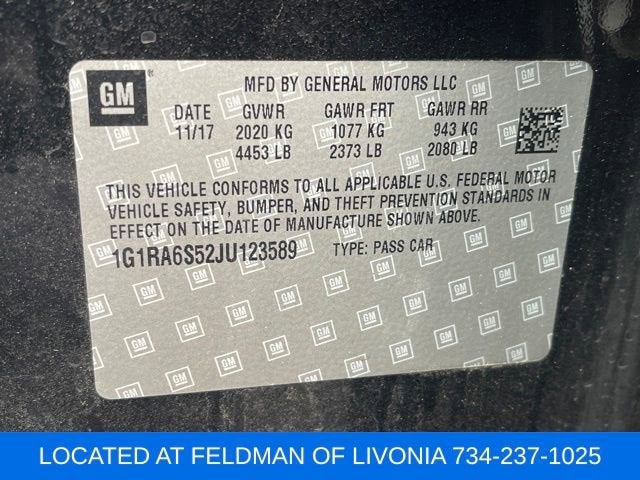 GM
MFD BY GENERAL MOTORS LLC
DATE GVWR GAWR FRT GAWR RR
11/17 2020 KG 1077 KG 943 KG
4453 LB 2373 LB 2080 LB
THIS VEHICLE CONFORMS TO ALL APPLICABLE U.S. FEDERAL MOTOR
VEHICLE SAFETY, BUMPER, AND THEFT PREVENTION STANDARDS IN
EFFECT ON THE DATE OF MANUFACTURE SHOWN ABOVE.
1G1RA6S52JU123589 TYPE: PASS CAR
LOCATED AT FELDMAN OF LIVONIA 734-237-1025